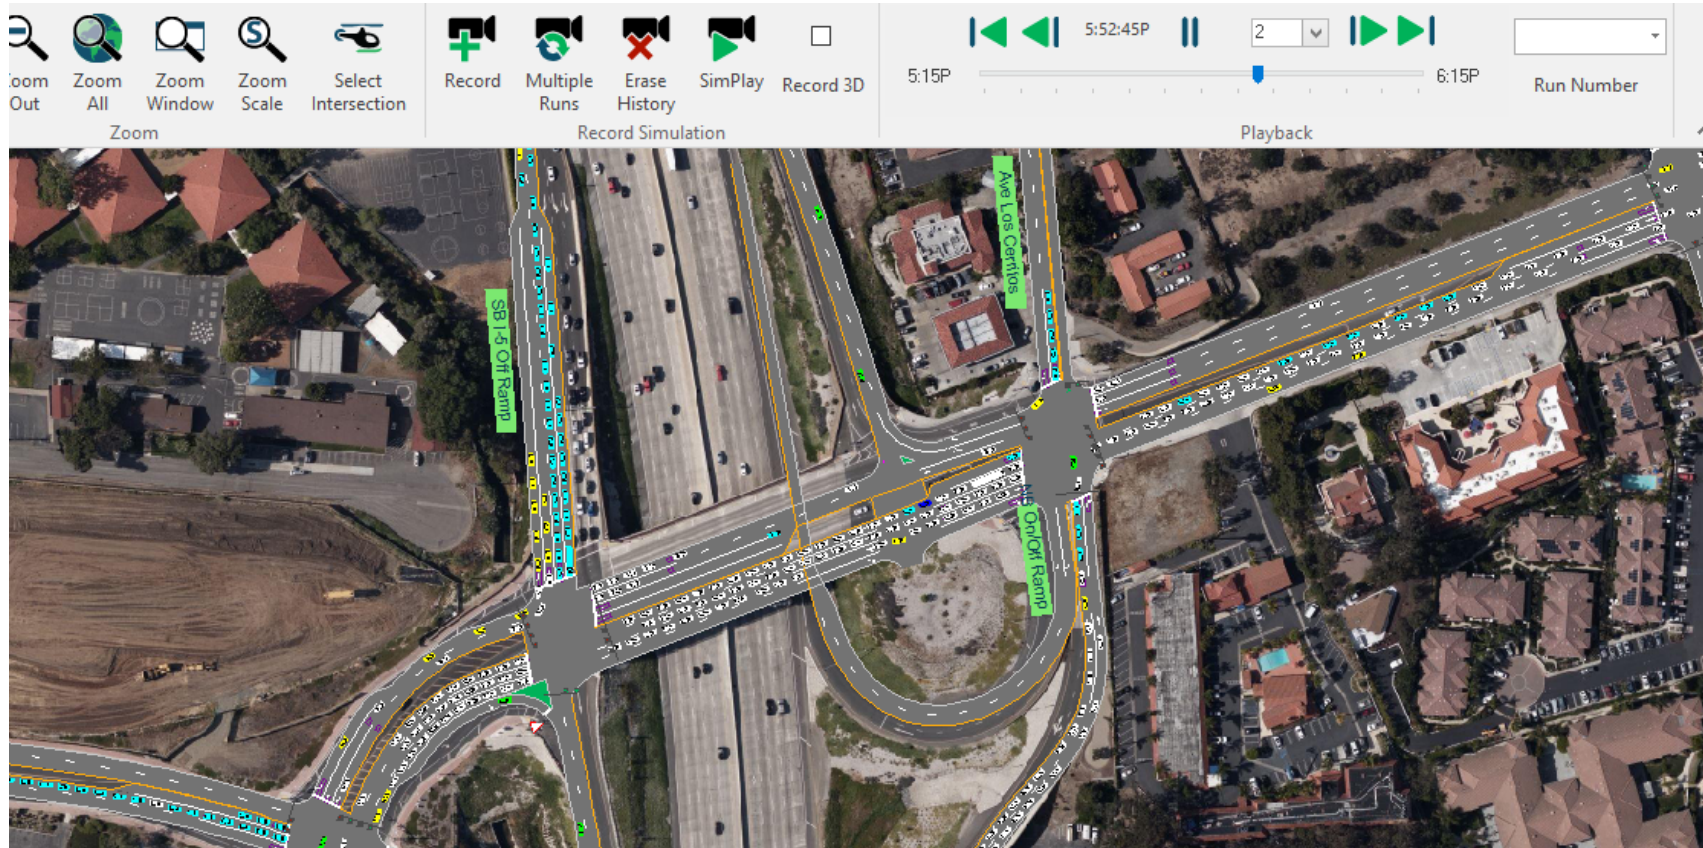 Zoom
All
Zoom
Window
Zoom
Scale
Select
Intersection
Zoom
Out
Zoom
Record
Multiple
Runs
Erase
History
SimPlay
Record 3D
Record Simulation
5:52:45P
2
5:15P
6:15P
Playback
Run Number
SB I-5 Off Ramp
Ave Los Cerritos
On/Off Ramp